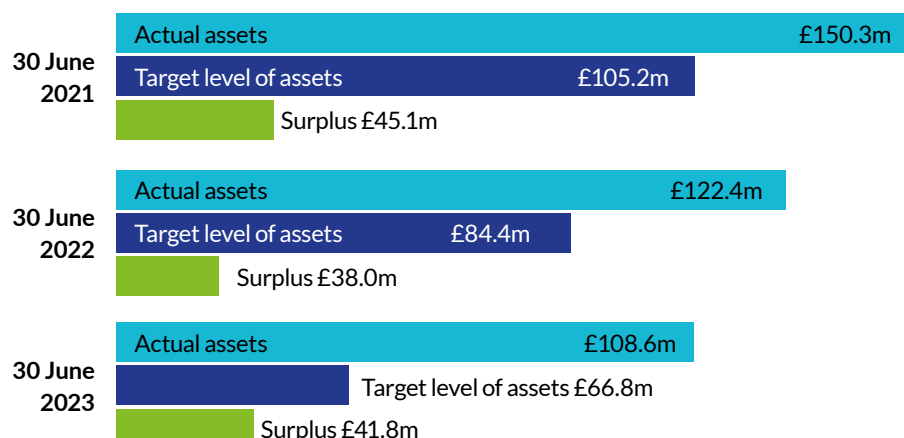 Actual assets £150.3m
30 June
2021
Target level of assets £105.2m
Surplus £45.1m
Actual assets £122.4m
30 June
2022
Target level of assets £84.4m
Surplus £38.0m
Actual assets £108.6m
30 June
2023
Target level of assets £66.8m
Surplus £41.8m